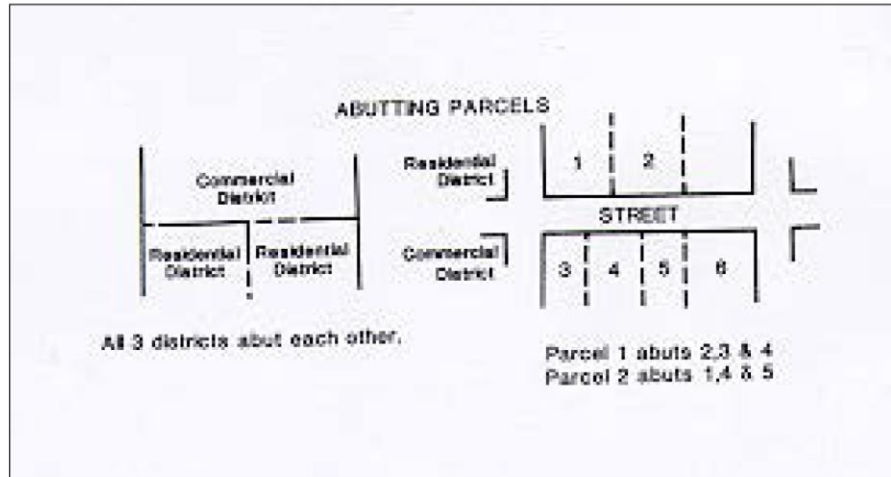 ABUTTING PARCELS
Commercial
District
Residential
District
Residential
District
All 3 districts abut each other.
Residential
District
1
2
STREET
Commercial
District
3
4
5
6
Parcel 1 abuts 2,3 & 4
Parcel 2 abuts 1,4 & 5